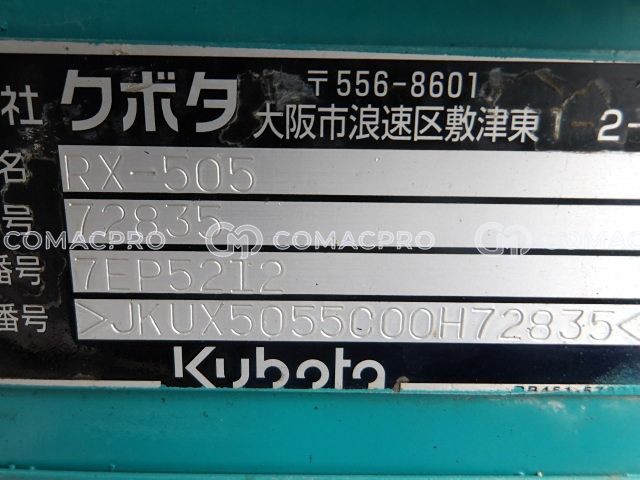 社 クボタ 〒556-8601
大阪市浪速区敷津東1-2-
名 RX-505
号 72835
COMACPRO COMACPRO COMACPRO
番号 7EP5212
番号 >JKUX5055C00H72835<
Kubota